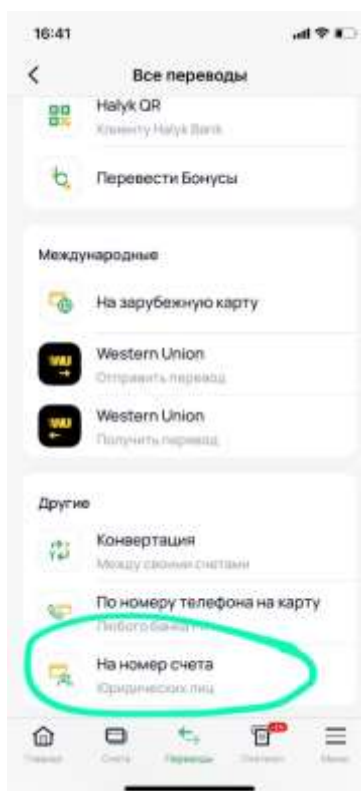 16:41
Все переводы
Halyk QR
Клиенту Halyk Bank
Перевести Бонусы
Международные
На зарубежную карту
Western Union
Отправить перевод
Western Union
Получить перевод
Другие
Конвертация
Между своими счетами
По номеру телефона на карту
Любого банка
На номер счета
Юридических лиц
Главная
Счета
Переводы
Платежи
Меню